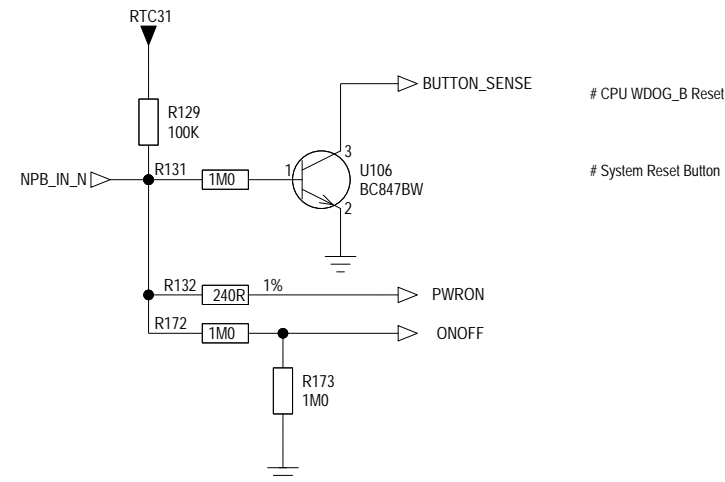 RTC31
R129
100K
BUTTON_SENSE
# CPU WDOG_B Reset
NPB_IN_N
R131
1M0
1
3
2
U106
BC847BW
# System Reset Button
R132
240R
1%
PWRON
R172
1M0
ONOFF
R173
1M0